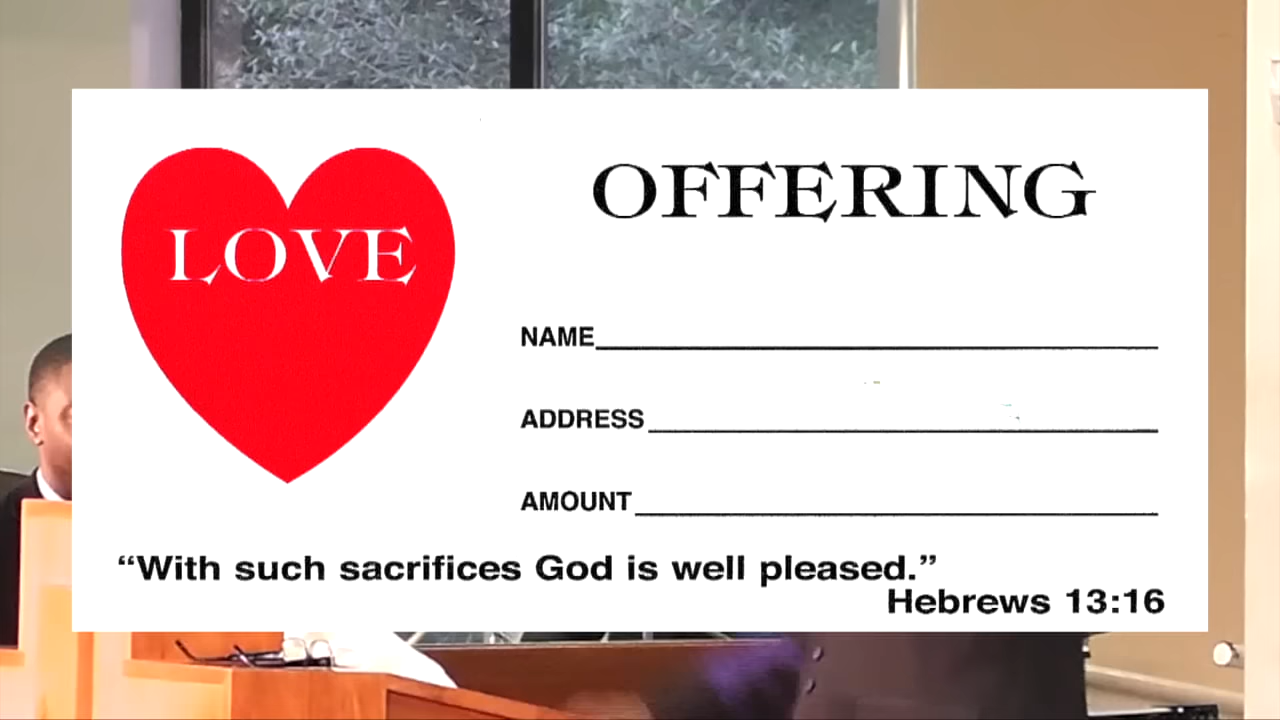 LOVE
OFFERING
NAME
ADDRESS
AMOUNT
“With such sacrifices God is well pleased.”
Hebrews 13:16